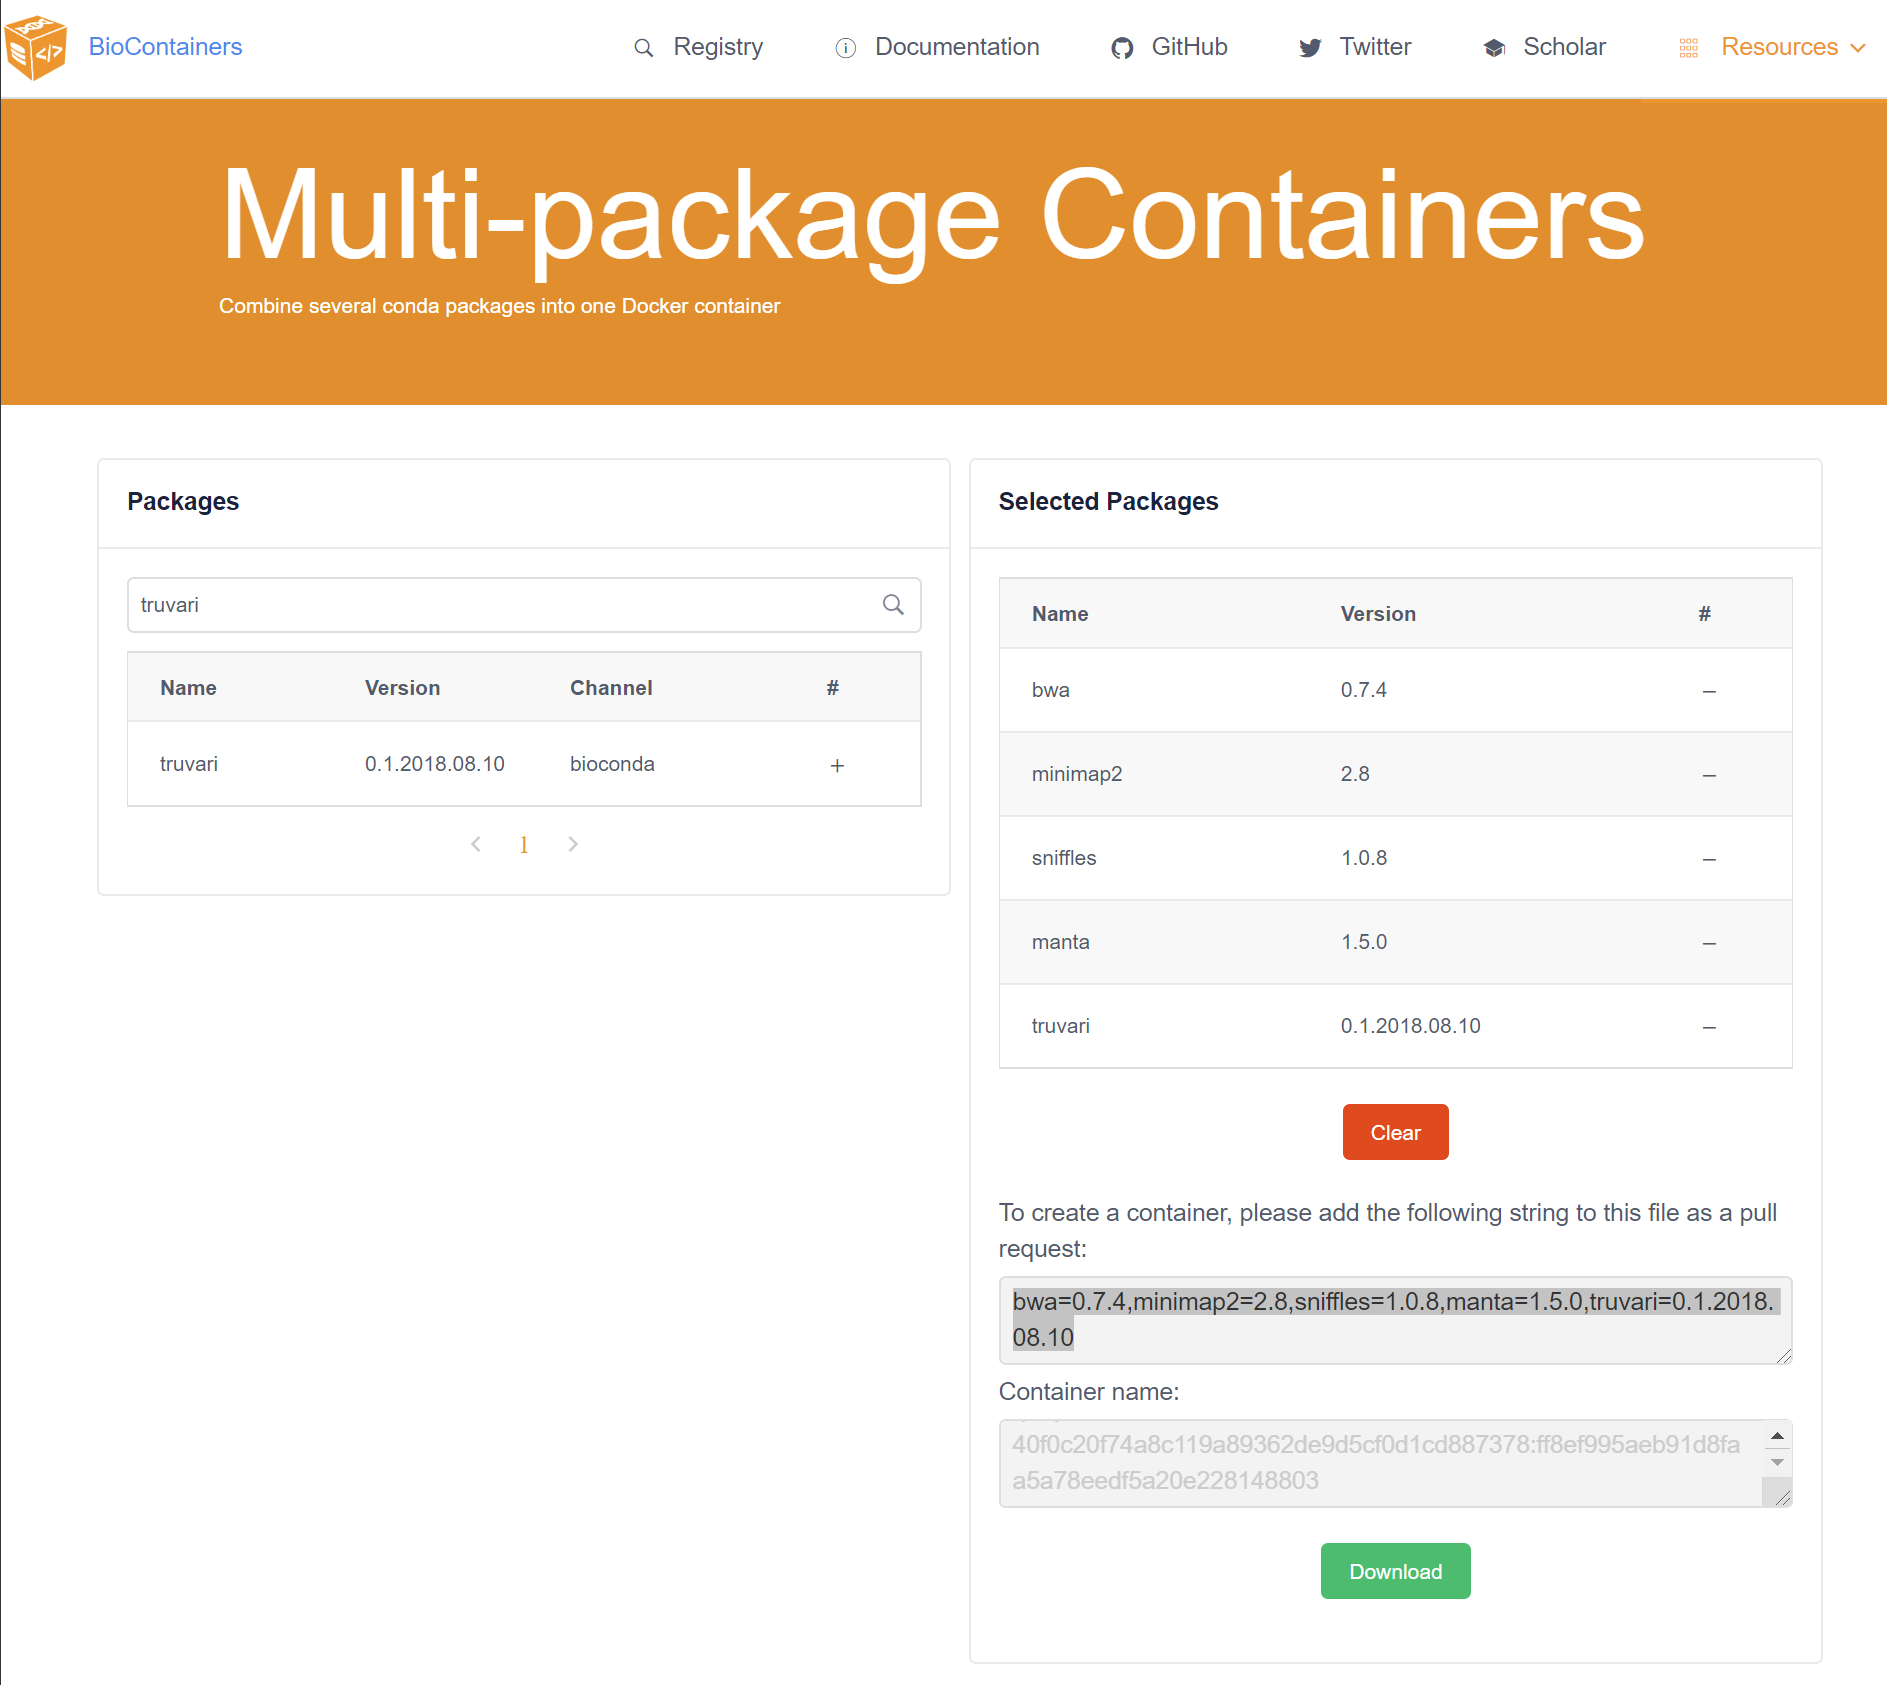 BioContainers
Registry
Documentation
GitHub
Twitter
Scholar
Resources
Multi-package Containers
Combine several conda packages into one Docker container
Packages
truvari
Name Version Channel #
truvari 0.1.2018.08.10 bioconda +
1
Selected Packages
Name Version #
bwa 0.7.4 –
minimap2 2.8 –
sniffles 1.0.8 –
manta 1.5.0 –
truvari 0.1.2018.08.10 –
Clear
To create a container, please add the following string to this file as a pull
request:
bwa=0.7.4,minimap2=2.8,sniffles=1.0.8,manta=1.5.0,truvari=0.1.2018.
08.10
Container name:
40f0c20f74a8c119a89362de9d5cf0d1cd887378:ff8ef995aeb91d8fa
a5a78eedf5a20e228148803
Download